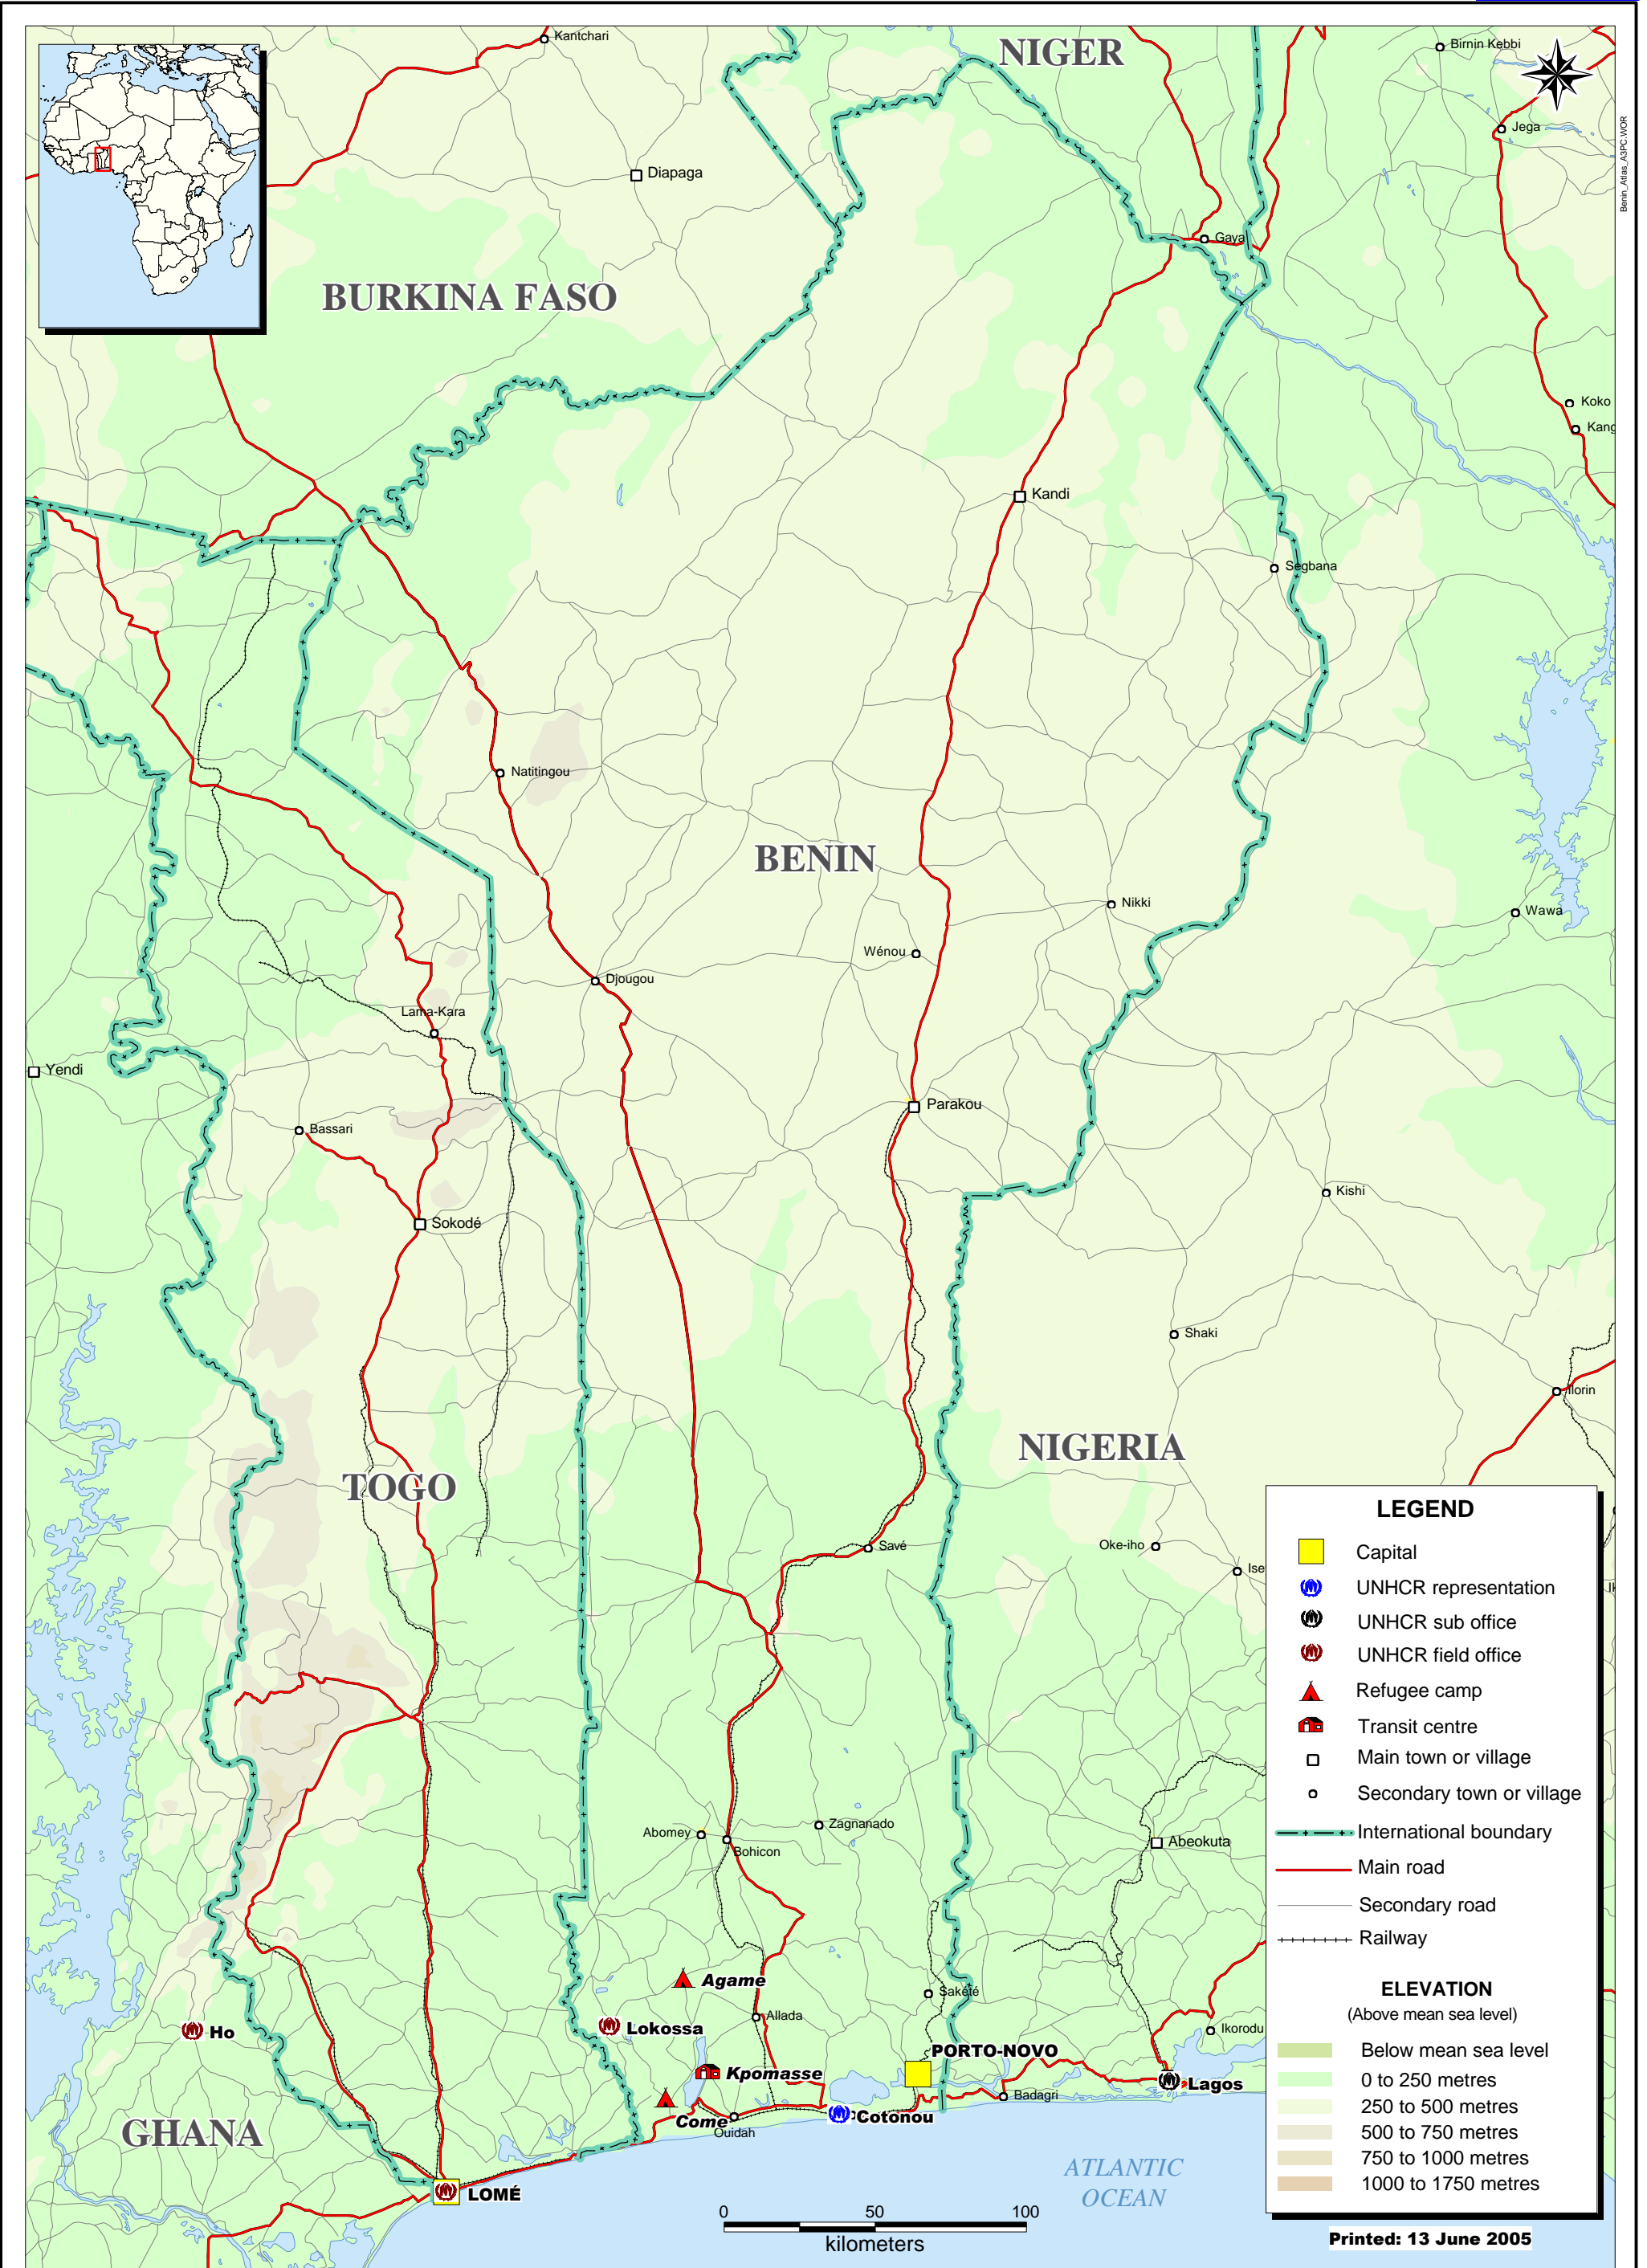 NIGER
Kantchari
Birnin Kebbi
Jega
Benin_Atlas_A3PC.WOR
Diapaga
Gaya
BURKINA FASO
Koko
Kang
Kandi
Segbana
Natitingou
BENIN
Nikki
Wawa
Wénou
Djougou
Lama-Kara
Yendi
Parakou
Bassari
Kishi
Sokodé
Shaki
Ilorin
NIGERIA
TOGO
Savé
Oke-iho
Ise
LEGEND
Capital
UNHCR representation
UNHCR sub office
UNHCR field office
Refugee camp
Transit centre
Main town or village
Secondary town or village
International boundary
Main road
Secondary road
Railway
ELEVATION
(Above mean sea level)
Below mean sea level
0 to 250 metres
250 to 500 metres
500 to 750 metres
750 to 1000 metres
1000 to 1750 metres
Abomey
Zagnanado
Bohicon
Abeokuta
Agame
Sakété
Allada
Ikorodu
Ho
Lokossa
PORTO-NOVO
Kpomasse
Lagos
Badagri
Come
Cotonou
Ouidah
GHANA
ATLANTIC
OCEAN
LOMÉ
0 50 100
kilometers
Printed: 13 June 2005